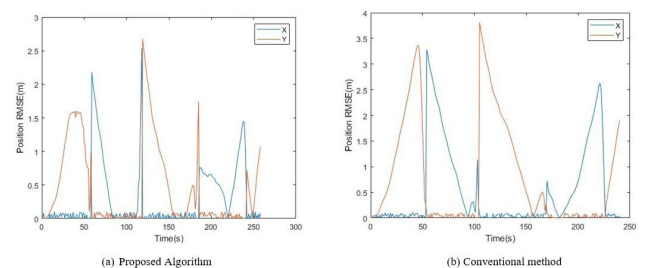 3
2.5
2
1.5
1
0.5
0
Position RMSE(m)
0 50 100 150 200 250 300
Time(s)
X
Y
(a) Proposed Algorithm
4
3.5
3
2.5
2
1.5
1
0.5
0
Position RMSE(m)
0 50 100 150 200 250
Time(s)
X
Y
(b) Conventional method